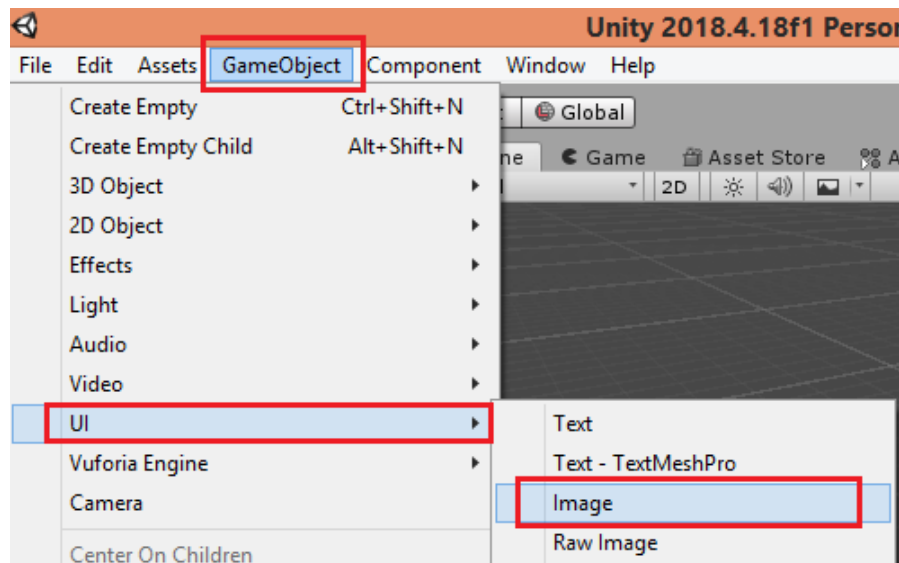 Unity 2018.4.18f1 Person
File Edit Assets GameObject Component Window Help
Create Empty Ctrl+Shift+N
Global
Create Empty Child Alt+Shift+N
ne Game Asset Store A
3D Object
2D
2D Object
Effects
Light
Audio
Video
UI
Text
Vuforia Engine
Text - TextMeshPro
Camera
Image
Center On Children
Raw Image